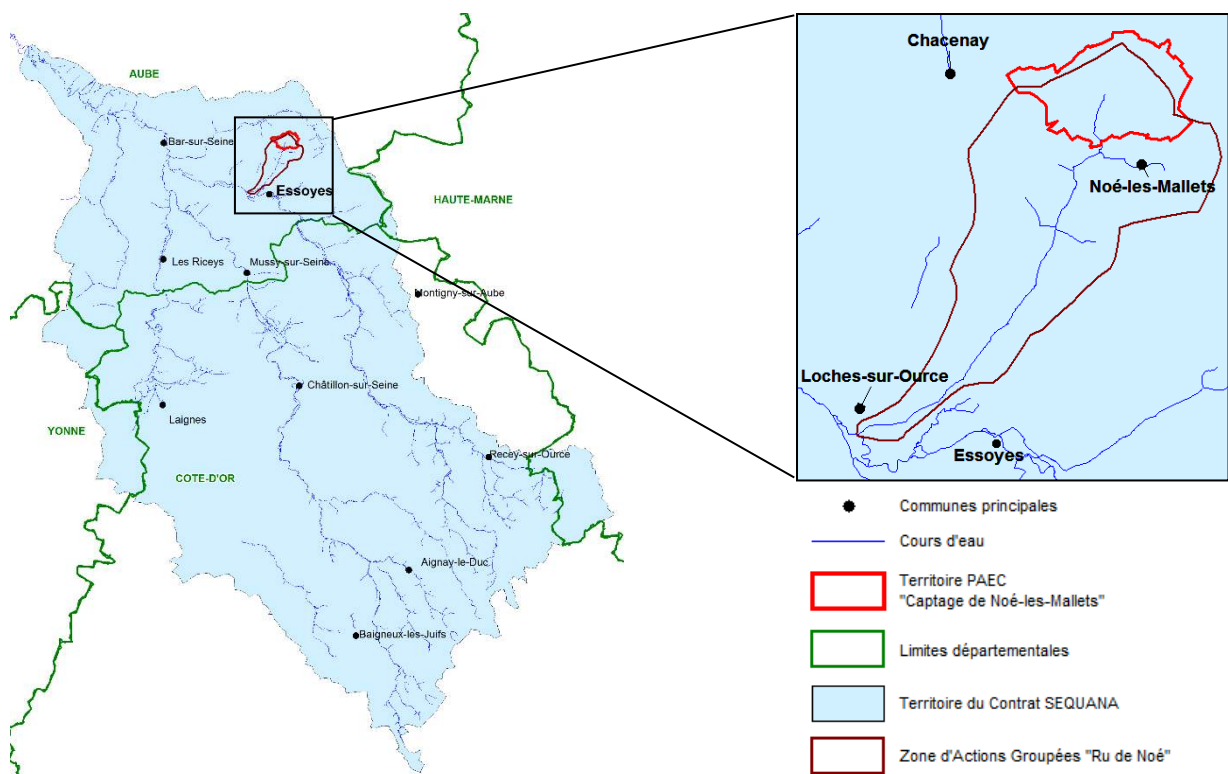 AUBE
Bar-sur-Seine
Essoyes
HAUTE-MARNE
Les Riceys
Mussy-sur-Seine
Montigny-sur-Aube
Châtillon-sur-Seine
Laignes
YONNE
Recey-sur-Ource
COTE-D'OR
Aignay-le-Duc
Baigneux-les-Juifs
Chacenay
Noé-les-Mallets
Loches-sur-Ource
Essoyes
Communes principales
Cours d'eau
Territoire PAEC
"Captage de Noé-les-Mallets"
Limites départementales
Territoire du Contrat SEQUANA
Zone d'Actions Groupées "Ru de Noé"